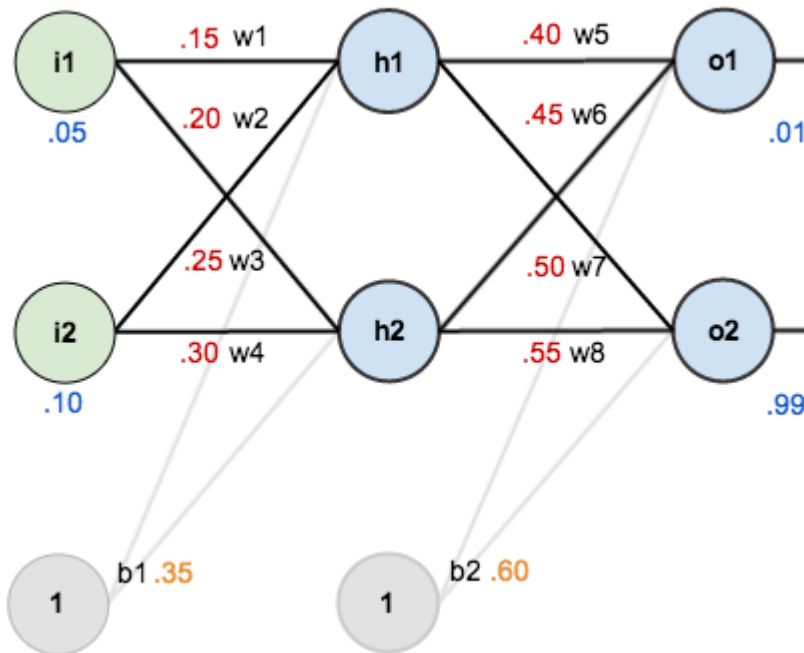 i1 .15 w1 h1 .40 w5 o1
.05 .20 w2 .45 w6 .01
.25 w3 .50 w7
i2 .30 w4 h2 .55 w8 o2
.10 .99
b1 .35 b2 .60
1 1